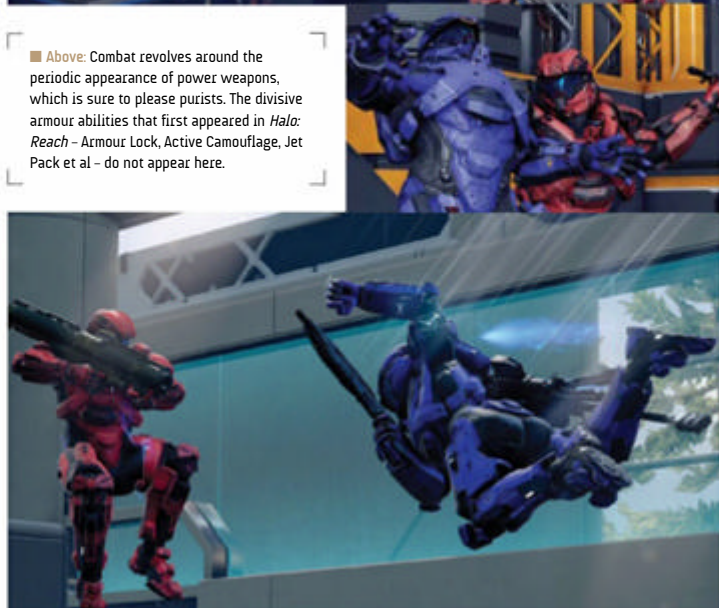 ■ Above: Combat revolves around the
periodic appearance of power weapons,
which is sure to please purists. The divisive
armour abilities that first appeared in Halo:
Reach – Armour Lock, Active Camouflage, Jet
Pack et al – do not appear here.